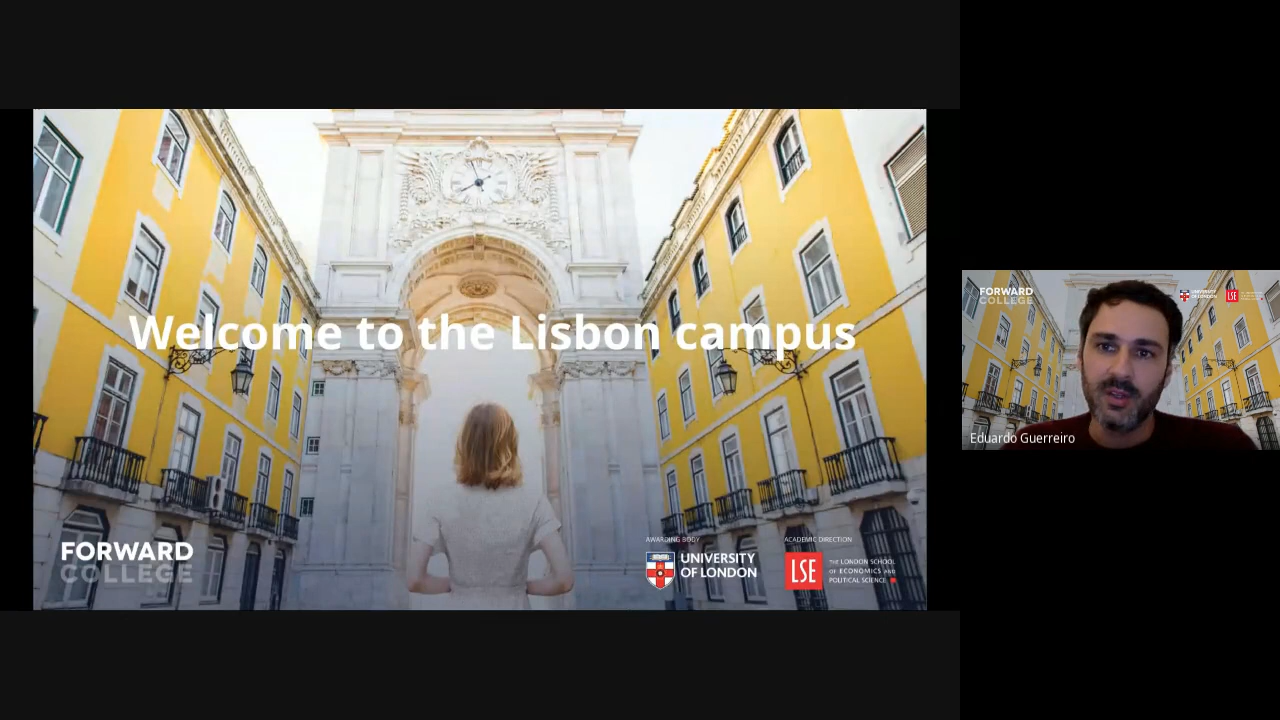 Welcome to the Lisbon campus
FORWARD
COLLEGE
AWARDING BODY
UNIVERSITY
OF LONDON
ACADEMIC DIRECTION
LSE
THE LONDON SCHOOL
OF ECONOMICS AND
POLITICAL SCIENCE
FORWARD
COLLEGE
LSE
Eduardo Guerreiro